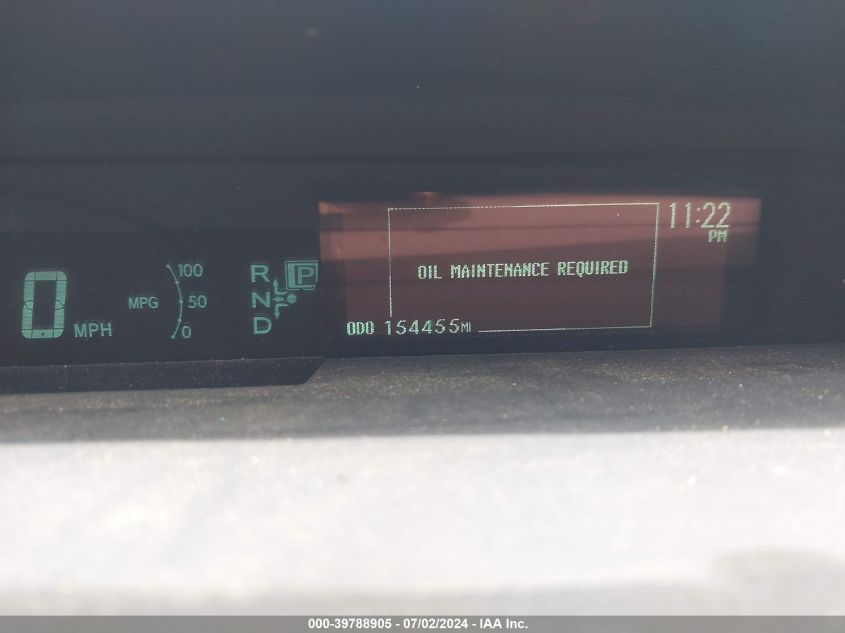 11:22
PM
OIL MAINTENANCE REQUIRED
ODO 154455MI
0 MPH
MPG 100 50 0
R P
N
D
000-39788905 - 07/02/2024 - IAA Inc.